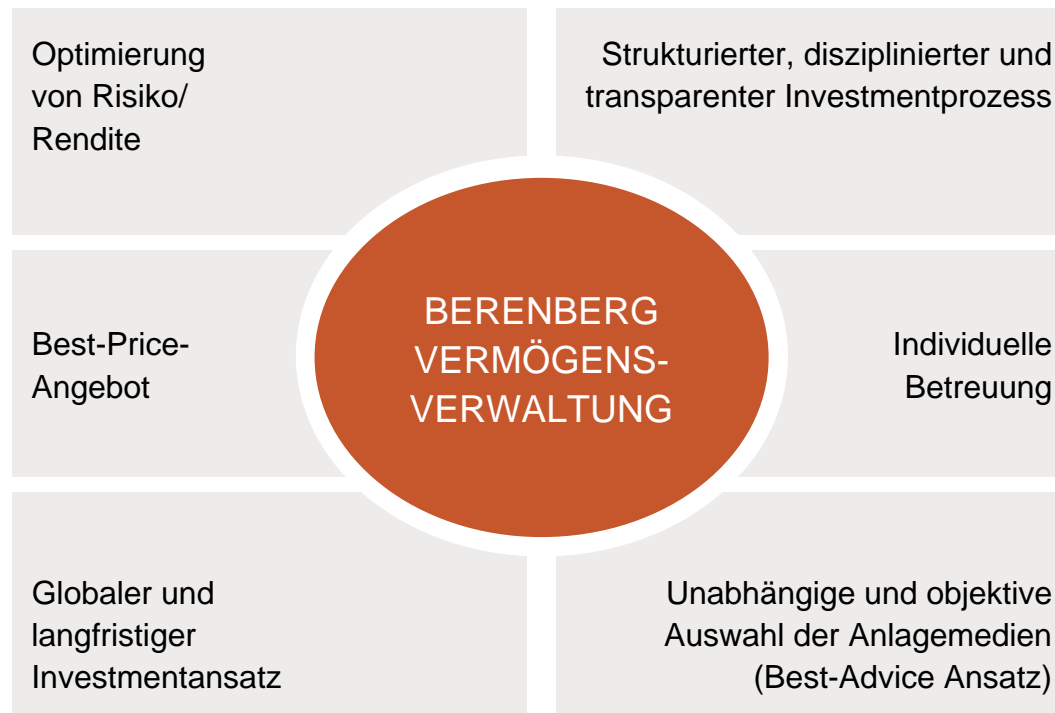 Optimierung
von Risiko/
Rendite
Strukturierter, disziplinierter und
transparenter Investmentprozess
BERENBERG
VERMÖGENS-
VERWALTUNG
Best-Price-
Angebot
Individuelle
Betreuung
Globaler und
langfristiger
Investmentansatz
Unabhängige und objektive
Auswahl der Anlagemedien
(Best-Advice Ansatz)